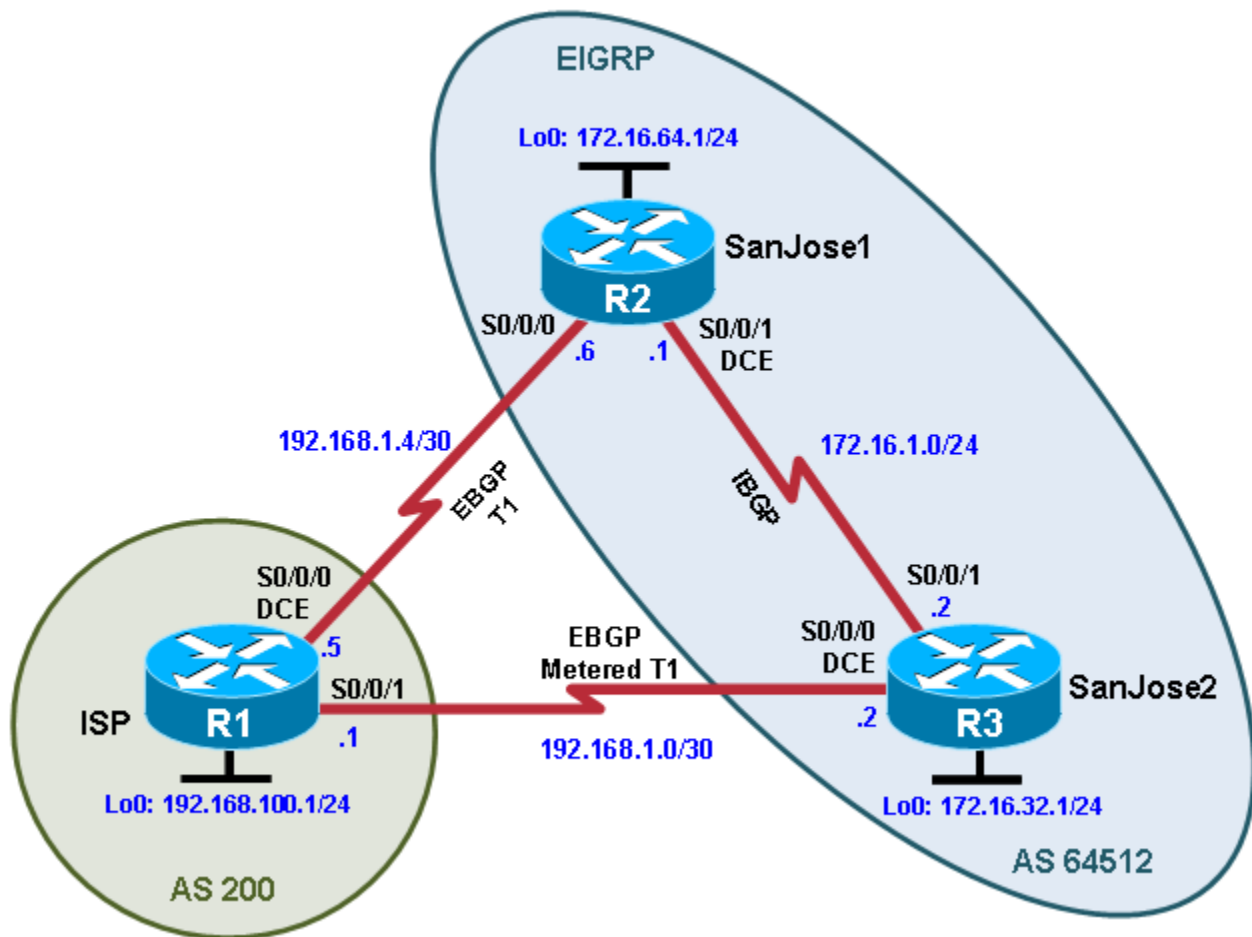 EIGRP
Lo0: 172.16.64.1/24
SanJose1
R2
S0/0/0
.6
.1
S0/0/1
DCE
192.168.1.4/30
172.16.1.0/24
EBGP
T1
IBGP
S0/0/0
DCE
.5
S0/0/1
.2
EBGP
Metered T1
S0/0/0
DCE
ISP
R1
S0/0/1
.1
.2
R3
SanJose2
192.168.1.0/30
Lo0: 192.168.100.1/24
Lo0: 172.16.32.1/24
AS 200
AS 64512